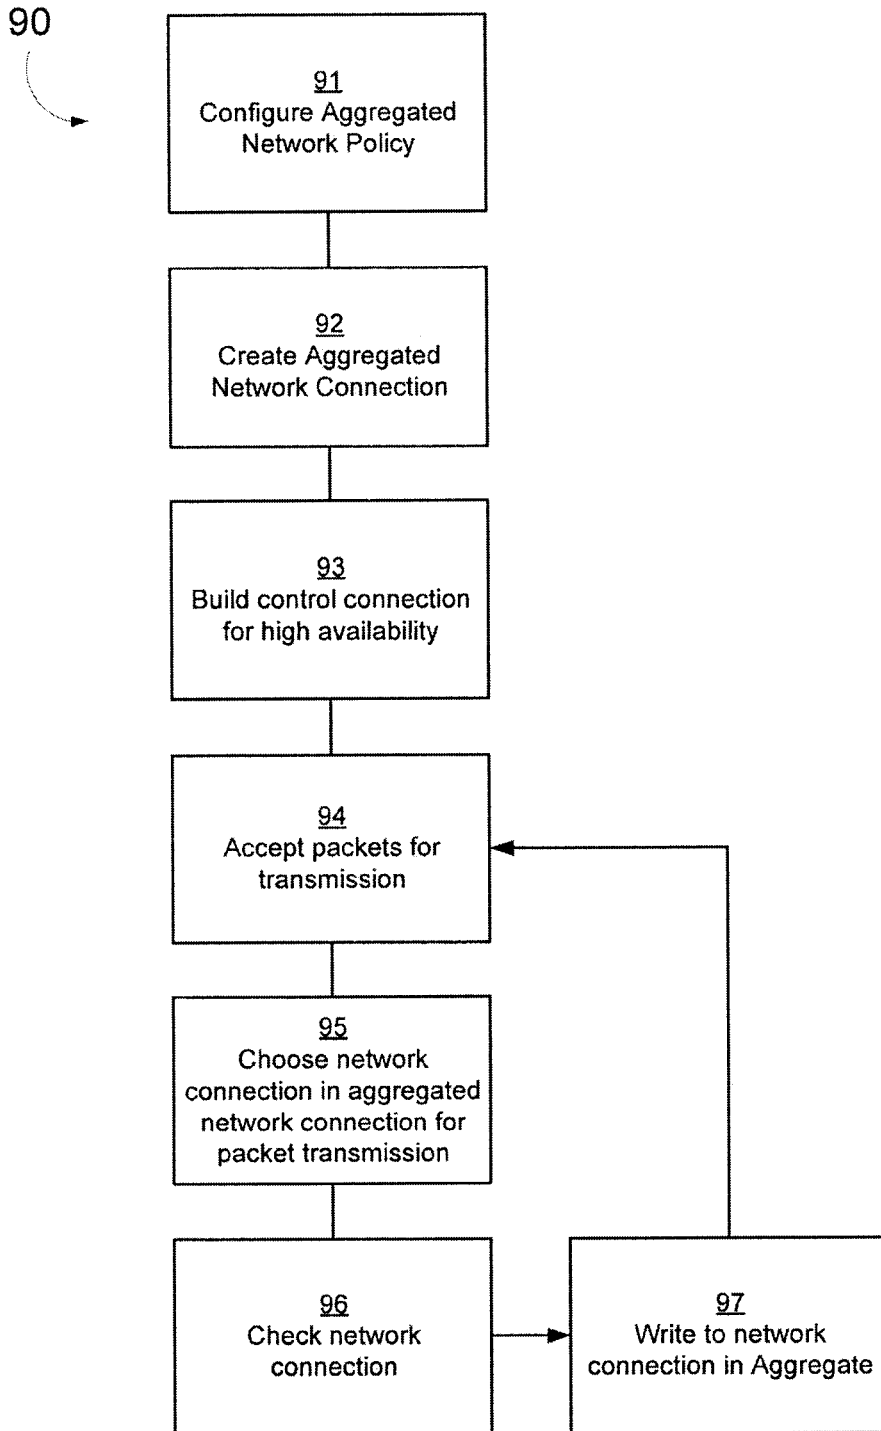 90
91
Configure Aggregated
Network Policy
92
Create Aggregated
Network Connection
93
Build control connection
for high availability
94
Accept packets for
transmission
95
Choose network
connection in aggregated
network connection for
packet transmission
96
Check network
connection
97
Write to network
connection in Aggregate